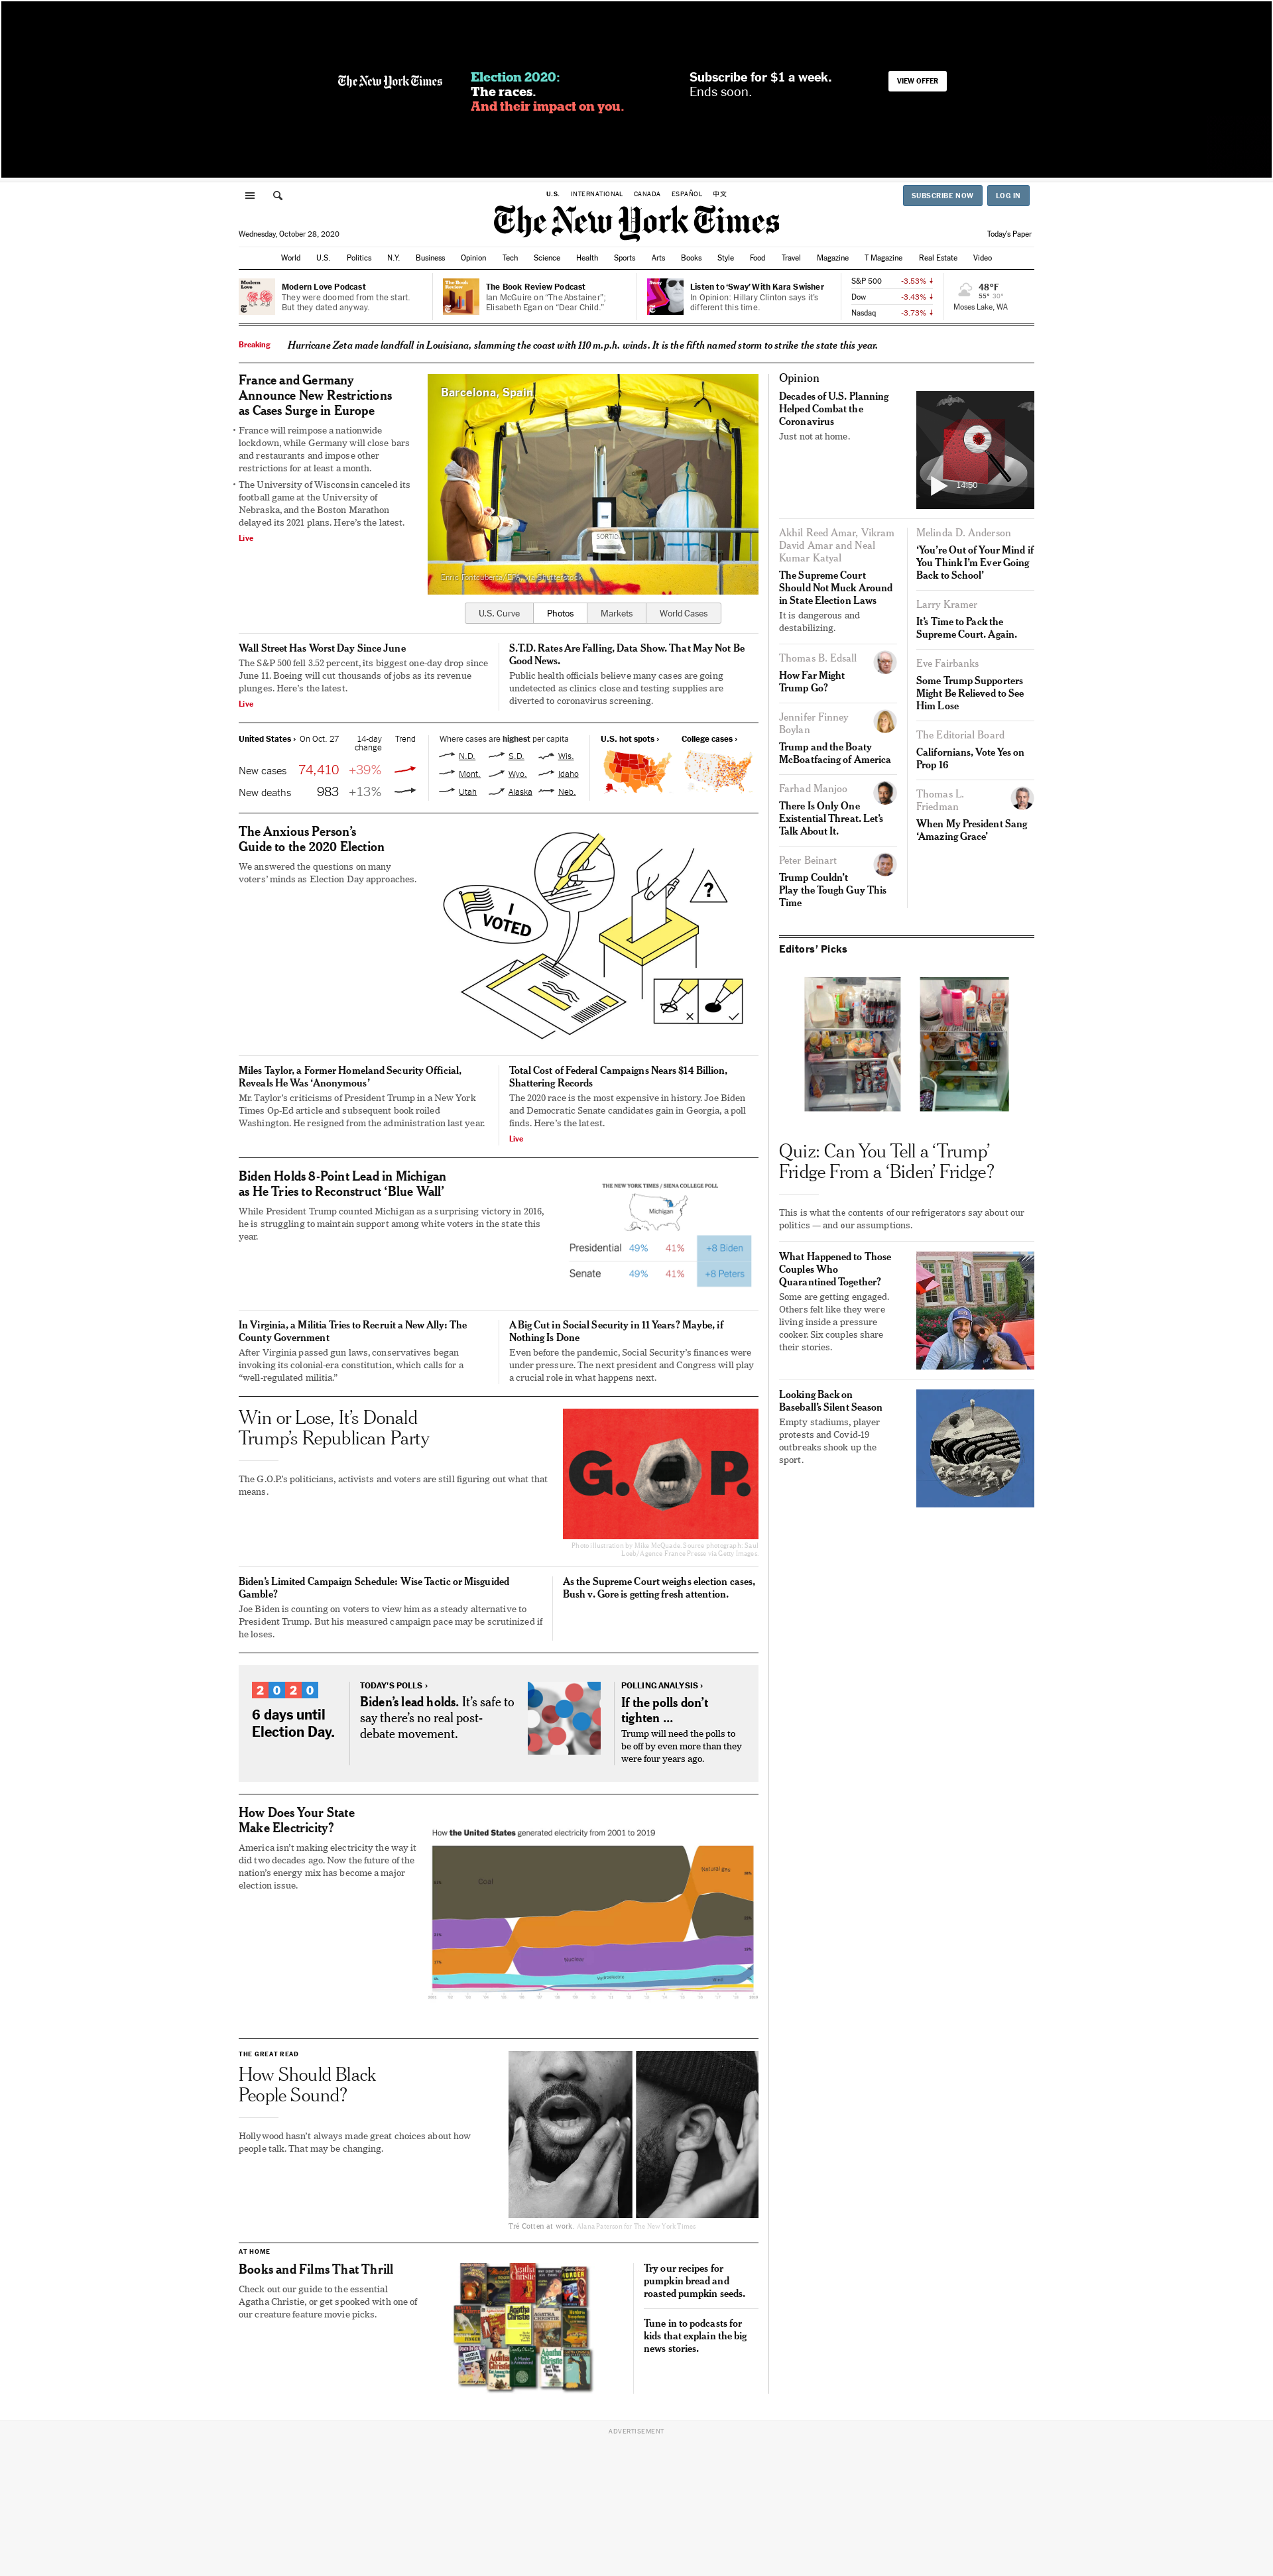 The New York Times
Election 2020:
The races.
And their impact on you.
Subscribe for $1 a week.
Ends soon.
VIEW OFFER
U.S. INTERNATIONAL CANADA ESPAÑOL 中文
SUBSCRIBE NOW
LOG IN
The New York Times
Wednesday, October 28, 2020
Today's Paper
World U.S. Politics N.Y. Business Opinion Tech Science Health Sports Arts Books Style Food Travel Magazine T Magazine Real Estate Video
Modern Love
Modern Love Podcast
They were doomed from the start.
But they dated anyway.
The Book Review
The Book Review Podcast
Ian McGuire on “The Abstainer”;
Elisabeth Egan on “Dear Child.”
Sway
Listen to ‘Sway’ With Kara Swisher
In Opinion: Hillary Clinton says it’s
different this time.
S&P 500 -3.53% ↓
Dow -3.43% ↓
Nasdaq -3.73% ↓
48°F
55° 30°
Moses Lake, WA
Breaking
Hurricane Zeta made landfall in Louisiana, slamming the coast with 110 m.p.h. winds. It is the fifth named storm to strike the state this year.
France and Germany
Announce New Restrictions
as Cases Surge in Europe
• France will reimpose a nationwide
lockdown, while Germany will close bars
and restaurants and impose other
restrictions for at least a month.
• The University of Wisconsin canceled its
football game at the University of
Nebraska, and the Boston Marathon
delayed its 2021 plans. Here’s the latest.
Live
Barcelona, Spain
SORTIDA
U.S. Curve
Photos
Markets
World Cases
Wall Street Has Worst Day Since June
The S&P 500 fell 3.52 percent, its biggest one-day drop since
June 11. Boeing will cut thousands of jobs as its revenue
plunges. Here’s the latest.
Live
S.T.D. Rates Are Falling, Data Show. That May Not Be
Good News.
Public health officials believe many cases are going
undetected as clinics close and testing supplies are
diverted to coronavirus screening.
United States › On Oct. 27 14-day change Trend
New cases 74,410 +39%
New deaths 983 +13%
Where cases are highest per capita
N.D. S.D. Wis.
Mont. Wyo. Idaho
Utah Alaska Neb.
U.S. hot spots ›
College cases ›
The Anxious Person’s
Guide to the 2020 Election
We answered the questions on many
voters’ minds as Election Day approaches.
I VOTED
?
Miles Taylor, a Former Homeland Security Official,
Reveals He Was ‘Anonymous’
Mr. Taylor’s criticisms of President Trump in a New York
Times Op-Ed article and subsequent book roiled
Washington. He resigned from the administration last year.
Total Cost of Federal Campaigns Nears $14 Billion,
Shattering Records
The 2020 race is the most expensive in history. Joe Biden
and Democratic Senate candidates gain in Georgia, a poll
finds. Here’s the latest.
Live
Biden Holds 8-Point Lead in Michigan
as He Tries to Reconstruct ‘Blue Wall’
While President Trump counted Michigan as a surprising victory in 2016,
he is struggling to maintain support among white voters in the state this
year.
THE NEW YORK TIMES / SIENA COLLEGE POLL
Michigan
Presidential 49% 41% +8 Biden
Senate 49% 41% +8 Peters
In Virginia, a Militia Tries to Recruit a New Ally: The
County Government
After Virginia passed gun laws, conservatives began
invoking its colonial-era constitution, which calls for a
“well-regulated militia.”
A Big Cut in Social Security in 11 Years? Maybe, if
Nothing Is Done
Even before the pandemic, Social Security’s finances were
under pressure. The next president and Congress will play
a crucial role in what happens next.
Win or Lose, It’s Donald
Trump’s Republican Party
The G.O.P.’s politicians, activists and voters are still figuring out what that
means.
G.O.P.
Photo illustration by Mike McQuade. Source photograph: Saul
Loeb/Agence France-Presse via Getty Images.
Biden’s Limited Campaign Schedule: Wise Tactic or Misguided
Gamble?
Joe Biden is counting on voters to view him as a steady alternative to
President Trump. But his measured campaign pace may be scrutinized if
he loses.
As the Supreme Court weighs election cases,
Bush v. Gore is getting fresh attention.
2020
6 days until
Election Day.
TODAY’S POLLS ›
Biden’s lead holds. It’s safe to
say there’s no real post-
debate movement.
POLLING ANALYSIS ›
If the polls don’t
tighten ...
Trump will need the polls to
be off by even more than they
were four years ago.
How Does Your State
Make Electricity?
America isn’t making electricity the way it
did two decades ago. Now the future of the
nation’s energy mix has become a major
election issue.
How the United States generated electricity from 2001 to 2019
Coal
Natural gas
Nuclear
Hydroelectric
Wind
THE GREAT READ
How Should Black
People Sound?
Hollywood hasn’t always made great choices about how
people talk. That may be changing.
Tré Cotten at work. Alana Paterson for The New York Times
AT HOME
Books and Films That Thrill
Check out our guide to the essential
Agatha Christie, or get spooked with one of
our creature feature movie picks.
Agatha Christie
Try our recipes for
pumpkin bread and
roasted pumpkin seeds.
Tune in to podcasts for
kids that explain the big
news stories.
Opinion
Decades of U.S. Planning
Helped Combat the
Coronavirus
Just not at home.
14:50
Akhil Reed Amar, Vikram
David Amar and Neal
Kumar Katyal
The Supreme Court
Should Not Muck Around
in State Election Laws
It is dangerous and
destabilizing.
Thomas B. Edsall
How Far Might
Trump Go?
Jennifer Finney
Boylan
Trump and the Boaty
McBoatfacing of America
Farhad Manjoo
There Is Only One
Existential Threat. Let’s
Talk About It.
Peter Beinart
Trump Couldn’t
Play the Tough Guy This
Time
Melinda D. Anderson
‘You’re Out of Your Mind if
You Think I’m Ever Going
Back to School’
Larry Kramer
It’s Time to Pack the
Supreme Court. Again.
Eve Fairbanks
Some Trump Supporters
Might Be Relieved to See
Him Lose
The Editorial Board
Californians, Vote Yes on
Prop 16
Thomas L.
Friedman
When My President Sang
‘Amazing Grace’
Editors’ Picks
Quiz: Can You Tell a ‘Trump’
Fridge From a ‘Biden’ Fridge?
This is what the contents of our refrigerators say about our
politics — and our assumptions.
What Happened to Those
Couples Who
Quarantined Together?
Some are getting engaged.
Others felt like they were
living inside a pressure
cooker. Six couples share
their stories.
Looking Back on
Baseball’s Silent Season
Empty stadiums, player
protests and Covid-19
outbreaks shook up the
sport.
ADVERTISEMENT